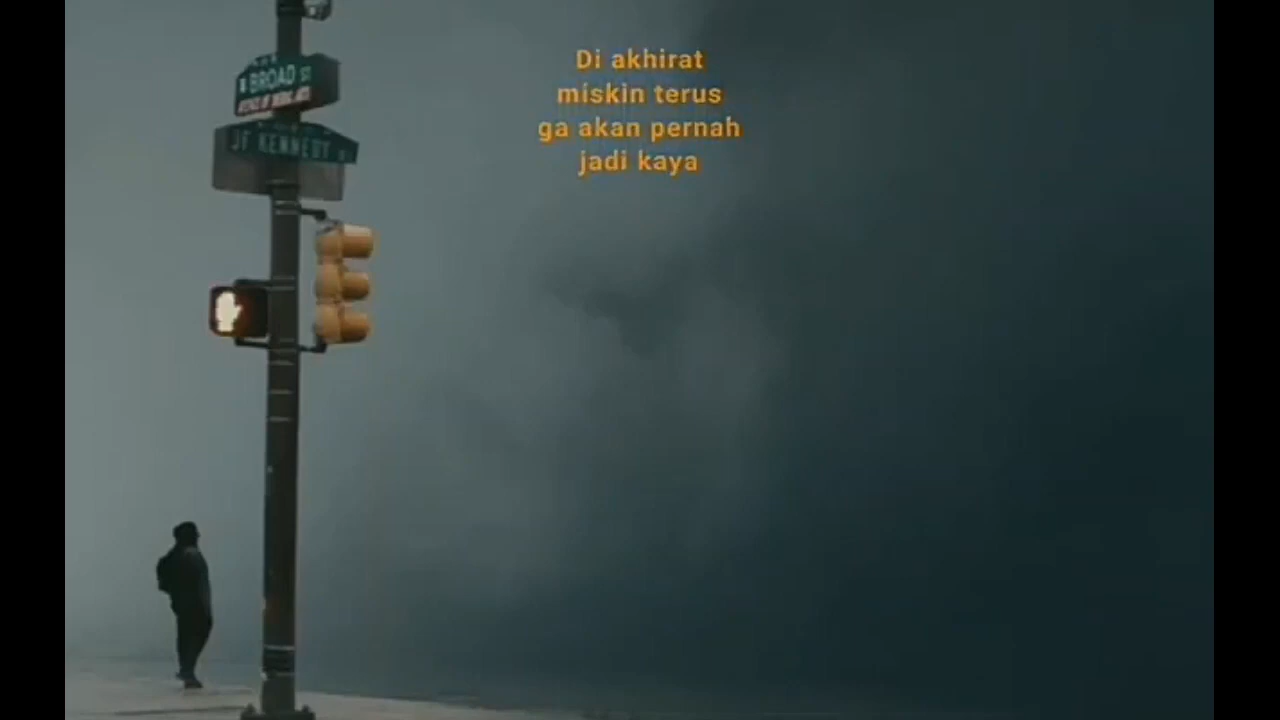 BROAD ST
JF KENNEDY
Di akhirat
miskin terus
ga akan pernah
jadi kaya